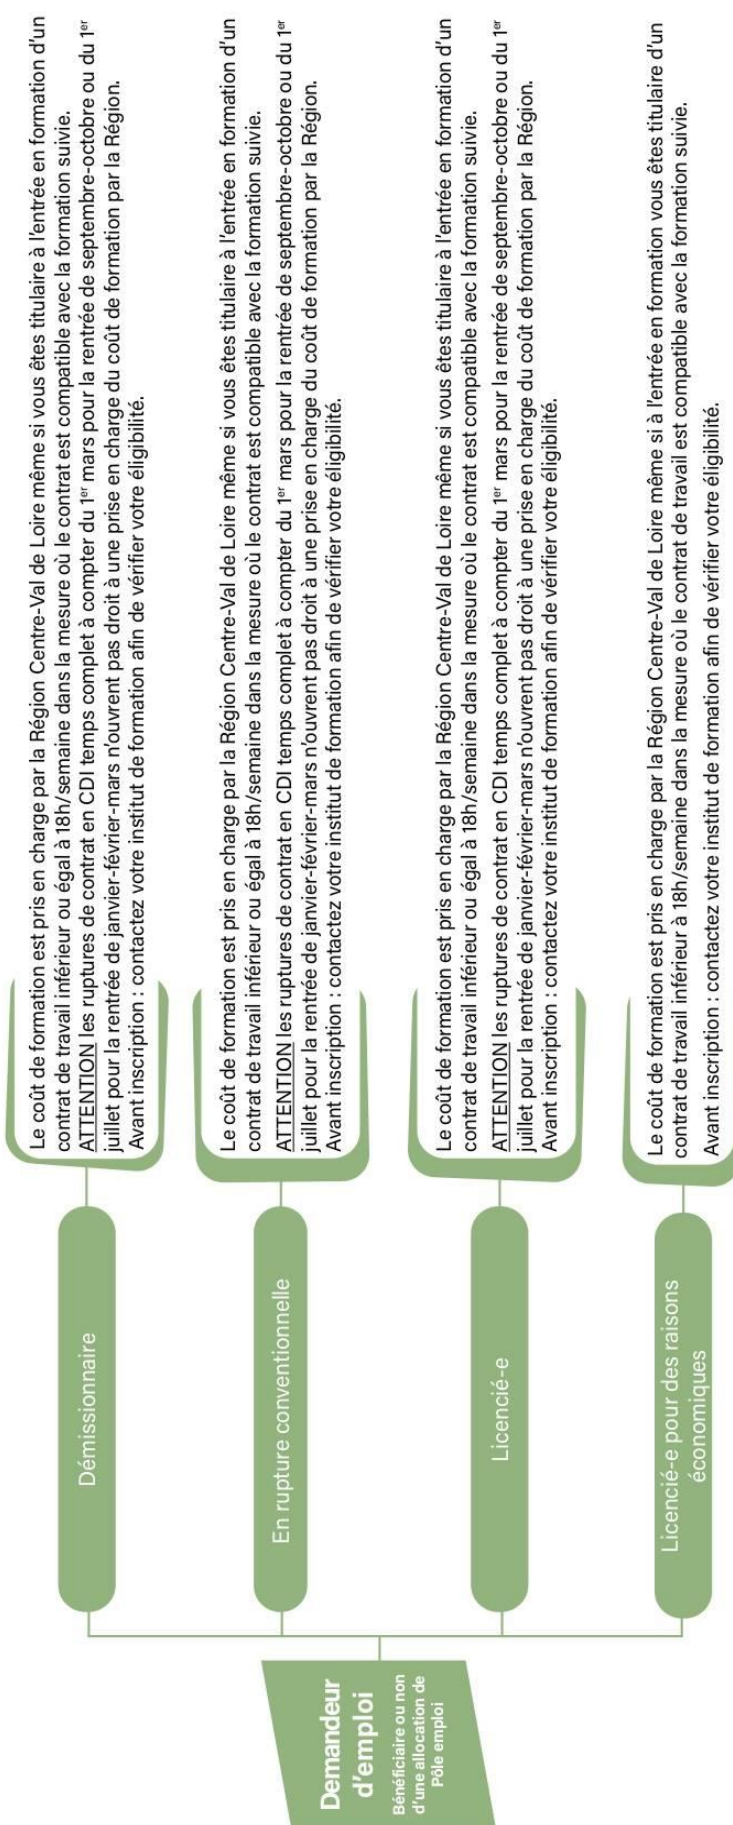 Demandeur
d'emploi
Bénéficiaire ou non
d'une allocation de
Pôle emploi
Démissionnaire
Le coût de formation est pris en charge par la Région Centre-Val de Loire même si vous êtes titulaire à l'entrée en formation d'un
contrat de travail inférieur ou égal à 18h/semaine dans la mesure où le contrat est compatible avec la formation suivie.
ATTENTION les ruptures de contrat en CDI temps complet à compter du 1er mars pour la rentrée de septembre-octobre ou du 1er
juillet pour la rentrée de janvier-février-mars n'ouvrent pas droit à une prise en charge du coût de formation par la Région.
Avant inscription : contactez votre institut de formation afin de vérifier votre éligibilité.
En rupture conventionnelle
Le coût de formation est pris en charge par la Région Centre-Val de Loire même si vous êtes titulaire à l'entrée en formation d'un
contrat de travail inférieur ou égal à 18h/semaine dans la mesure où le contrat est compatible avec la formation suivie.
ATTENTION les ruptures de contrat en CDI temps complet à compter du 1er mars pour la rentrée de septembre-octobre ou du 1er
juillet pour la rentrée de janvier-février-mars n'ouvrent pas droit à une prise en charge du coût de formation par la Région.
Avant inscription : contactez votre institut de formation afin de vérifier votre éligibilité.
Licencié-e
Le coût de formation est pris en charge par la Région Centre-Val de Loire même si vous êtes titulaire à l'entrée en formation d'un
contrat de travail inférieur ou égal à 18h/semaine dans la mesure où le contrat est compatible avec la formation suivie.
ATTENTION les ruptures de contrat en CDI temps complet à compter du 1er mars pour la rentrée de septembre-octobre ou du 1er
juillet pour la rentrée de janvier-février-mars n'ouvrent pas droit à une prise en charge du coût de formation par la Région.
Avant inscription : contactez votre institut de formation afin de vérifier votre éligibilité.
Licencié-e pour des raisons
économiques
Le coût de formation est pris en charge par la Région Centre-Val de Loire même si à l'entrée en formation vous êtes titulaire d'un
contrat de travail inférieur à 18h/semaine dans la mesure où le contrat de travail est compatible avec la formation suivie.
Avant inscription : contactez votre institut de formation afin de vérifier votre éligibilité.